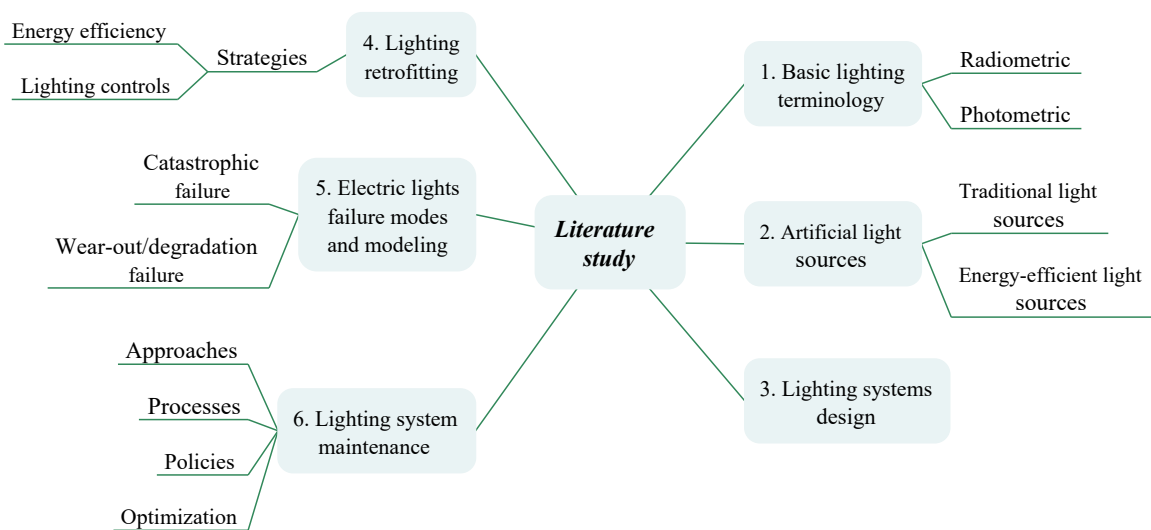 Literature
study
1. Basic lighting
terminology
Radiometric
Photometric
2. Artificial light
sources
Traditional light
sources
Energy-efficient light
sources
3. Lighting systems
design
4. Lighting
retrofitting
Strategies
Energy efficiency
Lighting controls
5. Electric lights
failure modes
and modeling
Catastrophic
failure
Wear-out/degradation
failure
6. Lighting system
maintenance
Approaches
Processes
Policies
Optimization